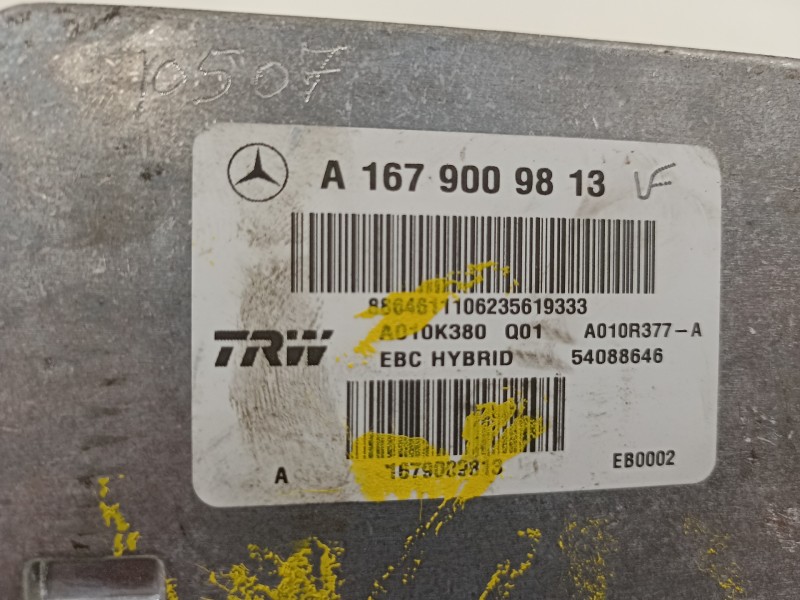 10507
A 167 900 98 13 VF
8864611106235619333
TRW
A010K380 Q01 A010R377-A
EBC HYBRID 54088646
A 1679009813 EB0002